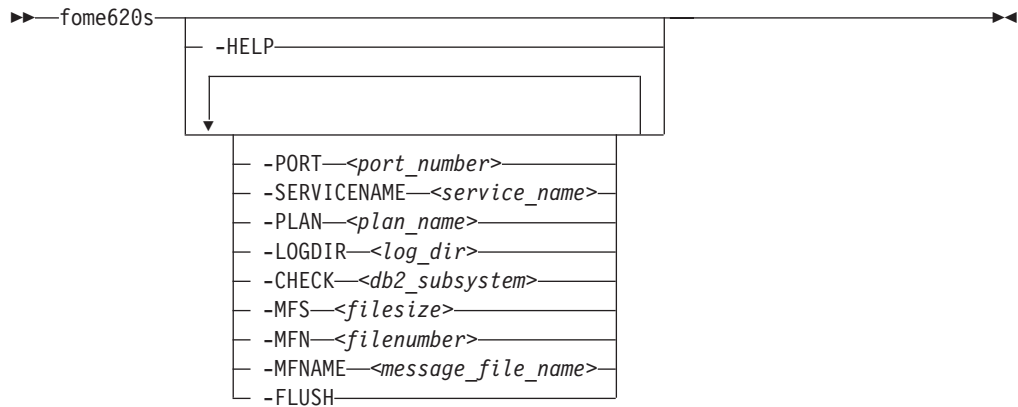 fome620s
-HELP
-PORT <port_number>
-SERVICENAME <service_name>
-PLAN <plan_name>
-LOGDIR <log_dir>
-CHECK <db2_subsystem>
-MFS <filesize>
-MFN <filenumber>
-MFNAME <message_file_name>
-FLUSH